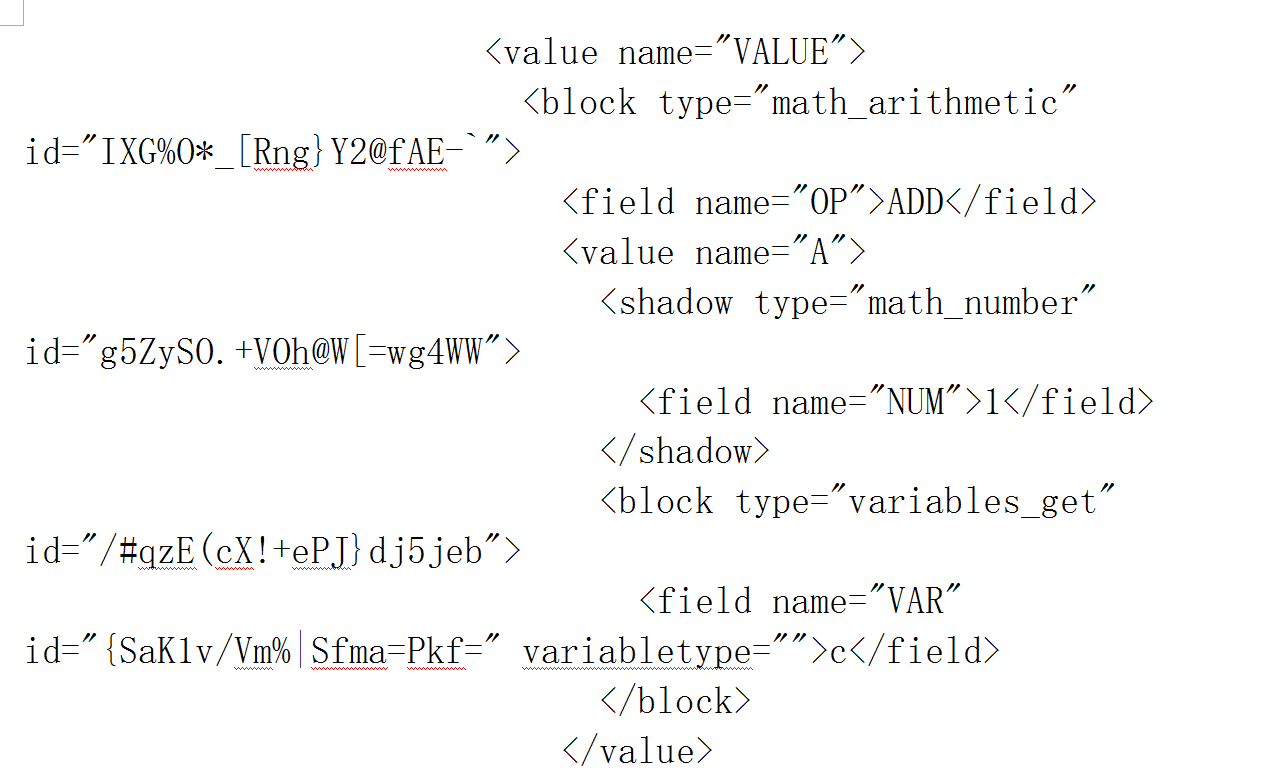 <value name="VALUE">
<block type="math_arithmetic"
id="IXG%O*_[Rng}Y2@fAE-`">
<field name="OP">ADD</field>
<value name="A">
<shadow type="math_number"
id="g5ZySO.+VOh@W[=wg4WW">
<field name="NUM">1</field>
</shadow>
<block type="variables_get"
id="/#qzE(cX!+ePJ}dj5jeb">
<field name="VAR"
id="{SaK1v/Vm%|Sfma=Pkf=" variabletype="">c</field>
</block>
</value>